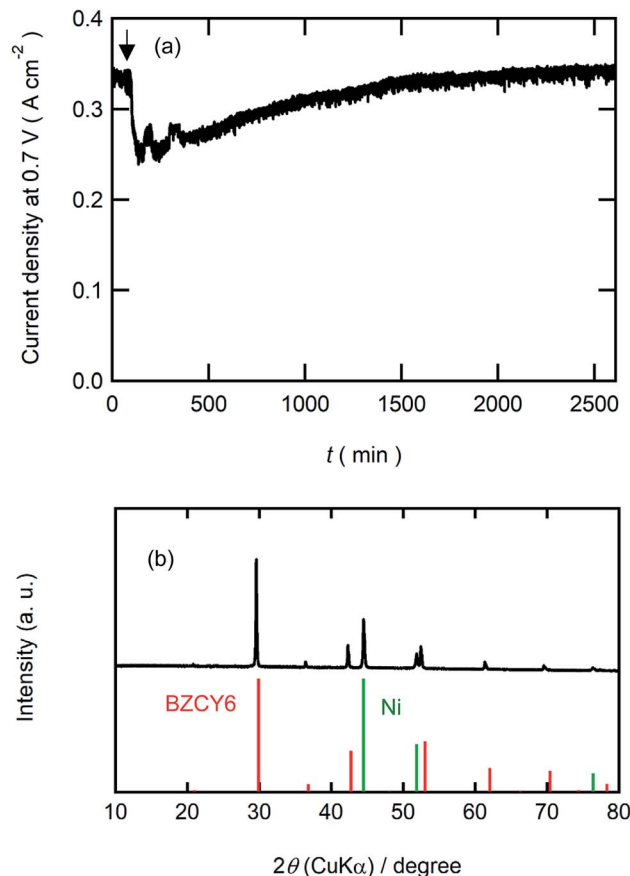 (a)
0.4
0.3
0.2
0.1
0.0
Current density at 0.7 V ( A cm⁻² )
0 500 1000 1500 2000 2500
t ( min )
(b)
Intensity (a. u.)
BZCY6 Ni
10 20 30 40 50 60 70 80
2θ (CuKα) / degree